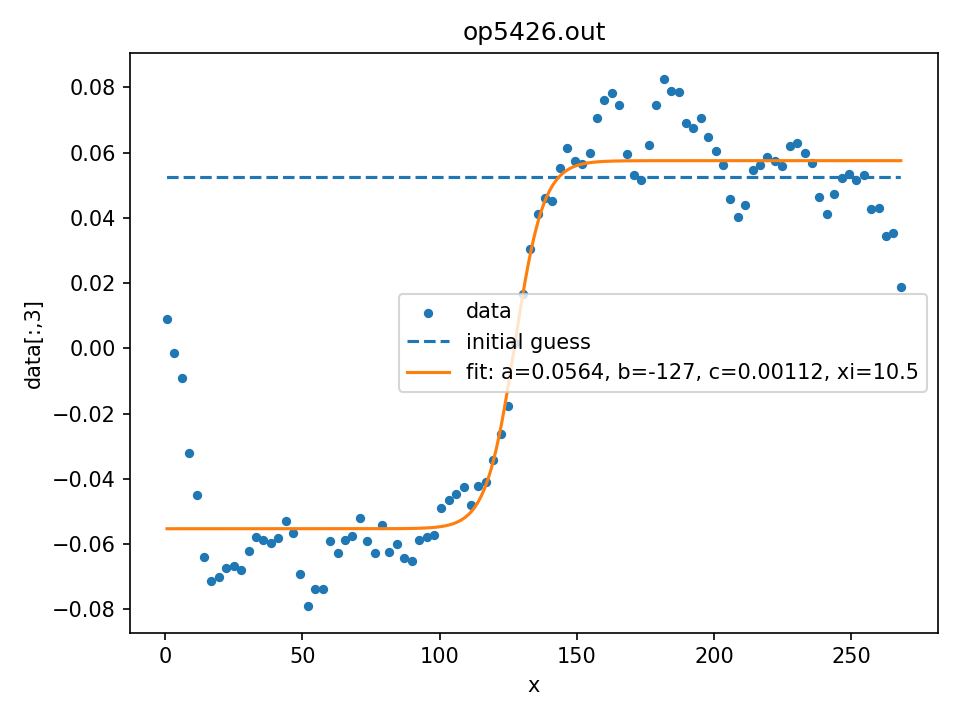 op5426.out
0.08
0.06
0.04
0.02
0.00
−0.02
−0.04
−0.06
−0.08
data[:,3]
data
initial guess
fit: a=0.0564, b=-127, c=0.00112, xi=10.5
0 50 100 150 200 250
x